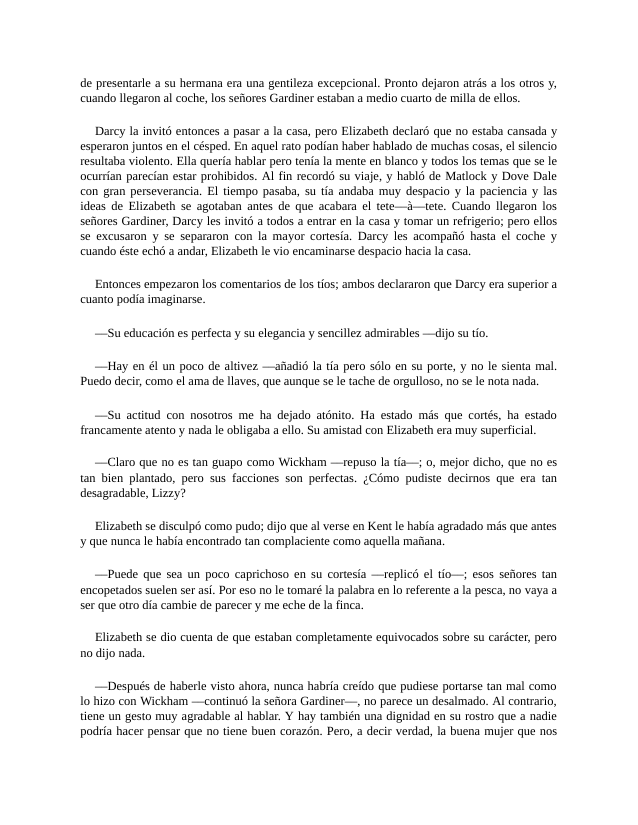 de presentarle a su hermana era una gentileza excepcional. Pronto dejaron atrás a los otros y,
cuando llegaron al coche, los señores Gardiner estaban a medio cuarto de milla de ellos.
Darcy la invitó entonces a pasar a la casa, pero Elizabeth declaró que no estaba cansada y
esperaron juntos en el césped. En aquel rato podían haber hablado de muchas cosas, el silencio
resultaba violento. Ella quería hablar pero tenía la mente en blanco y todos los temas que se le
ocurrían parecían estar prohibidos. Al fin recordó su viaje, y habló de Matlock y Dove Dale
con gran perseverancia. El tiempo pasaba, su tía andaba muy despacio y la paciencia y las
ideas de Elizabeth se agotaban antes de que acabara el tete—à—tete. Cuando llegaron los
señores Gardiner, Darcy les invitó a todos a entrar en la casa y tomar un refrigerio; pero ellos
se excusaron y se separaron con la mayor cortesía. Darcy les acompañó hasta el coche y
cuando éste echó a andar, Elizabeth le vio encaminarse despacio hacia la casa.
Entonces empezaron los comentarios de los tíos; ambos declararon que Darcy era superior a
cuanto podía imaginarse.
—Su educación es perfecta y su elegancia y sencillez admirables —dijo su tío.
—Hay en él un poco de altivez —añadió la tía pero sólo en su porte, y no le sienta mal.
Puedo decir, como el ama de llaves, que aunque se le tache de orgulloso, no se le nota nada.
—Su actitud con nosotros me ha dejado atónito. Ha estado más que cortés, ha estado
francamente atento y nada le obligaba a ello. Su amistad con Elizabeth era muy superficial.
—Claro que no es tan guapo como Wickham —repuso la tía—; o, mejor dicho, que no es
tan bien plantado, pero sus facciones son perfectas. ¿Cómo pudiste decirnos que era tan
desagradable, Lizzy?
Elizabeth se disculpó como pudo; dijo que al verse en Kent le había agradado más que antes
y que nunca le había encontrado tan complaciente como aquella mañana.
—Puede que sea un poco caprichoso en su cortesía —replicó el tío—; esos señores tan
encopetados suelen ser así. Por eso no le tomaré la palabra en lo referente a la pesca, no vaya a
ser que otro día cambie de parecer y me eche de la finca.
Elizabeth se dio cuenta de que estaban completamente equivocados sobre su carácter, pero
no dijo nada.
—Después de haberle visto ahora, nunca habría creído que pudiese portarse tan mal como
lo hizo con Wickham —continuó la señora Gardiner—, no parece un desalmado. Al contrario,
tiene un gesto muy agradable al hablar. Y hay también una dignidad en su rostro que a nadie
podría hacer pensar que no tiene buen corazón. Pero, a decir verdad, la buena mujer que nos